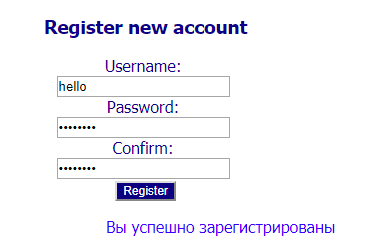 Register new account
Username:
hello
Password:
••••••••
Confirm:
••••••••
Register
Вы успешно зарегистрированы